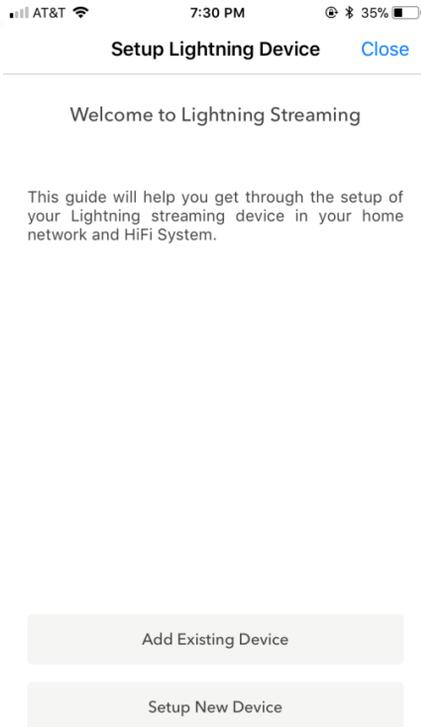 AT&T 7:30 PM 35%
Setup Lightning Device Close
Welcome to Lightning Streaming
This guide will help you get through the setup of
your Lightning streaming device in your home
network and HiFi System.
Add Existing Device
Setup New Device